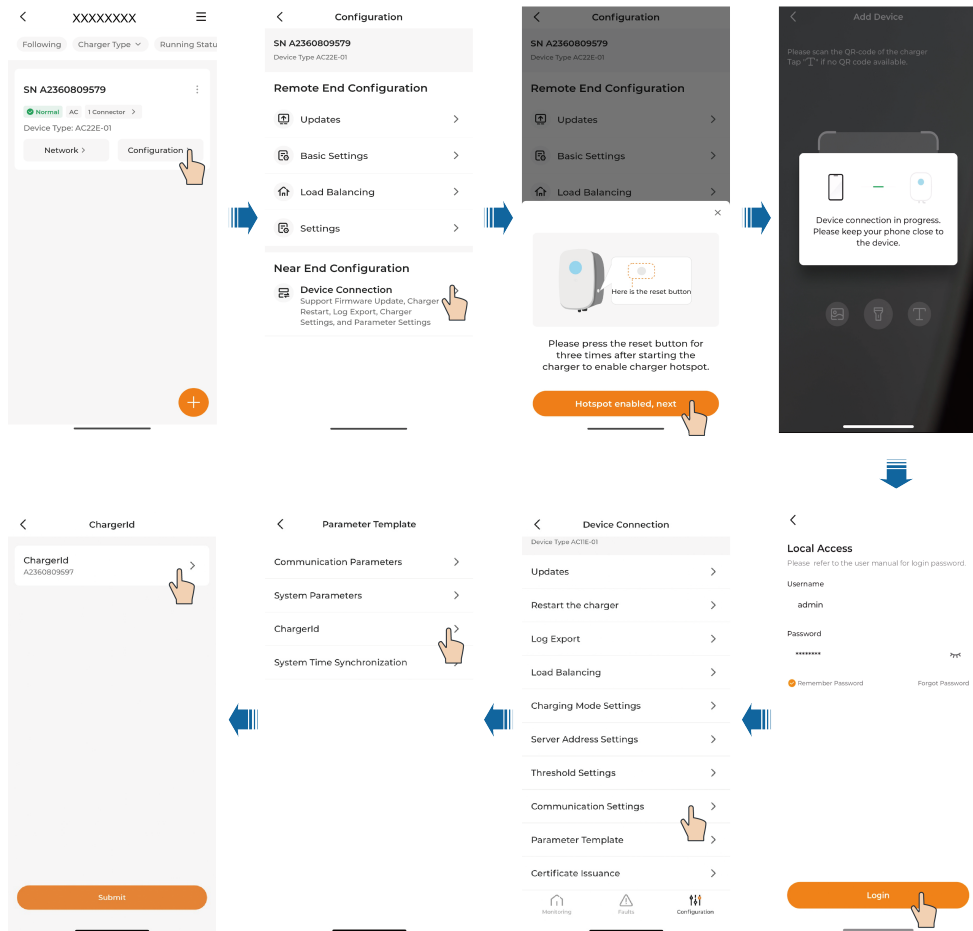 XXXXXXXX
Following
Charger Type
Running Statu
SN A2360809579
Normal
AC
1 Connector >
Device Type: AC22E-01
Network >
Configuration
Configuration
SN A2360809579
Device Type AC22E-01
Remote End Configuration
Updates
Basic Settings
Load Balancing
Settings
Near End Configuration
Device Connection
Support Firmware Update, Charger
Restart, Log Export, Charger
Settings, and Parameter Settings
Configuration
SN A2360809579
Device Type AC22E-01
Remote End Configuration
Updates
Basic Settings
Load Balancing
Here is the reset button
Please press the reset button for
three times after starting the
charger to enable charger hotspot.
Hotspot enabled, next
Add Device
Please scan the QR-code of the charger
Tap "T" if no QR code available.
Device connection in progress.
Please keep your phone close to
the device.
T
ChargerId
ChargerId
A2360809597
Submit
Parameter Template
Communication Parameters
System Parameters
ChargerId
System Time Synchronization
Device Connection
Device Type AC11E-01
Updates
Restart the charger
Log Export
Load Balancing
Charging Mode Settings
Server Address Settings
Threshold Settings
Communication Settings
Parameter Template
Certificate Issuance
Monitoring
Faults
Configuration
Local Access
Please refer to the user manual for login password.
Username
admin
Password
********
Remember Password
Forgot Password
Login